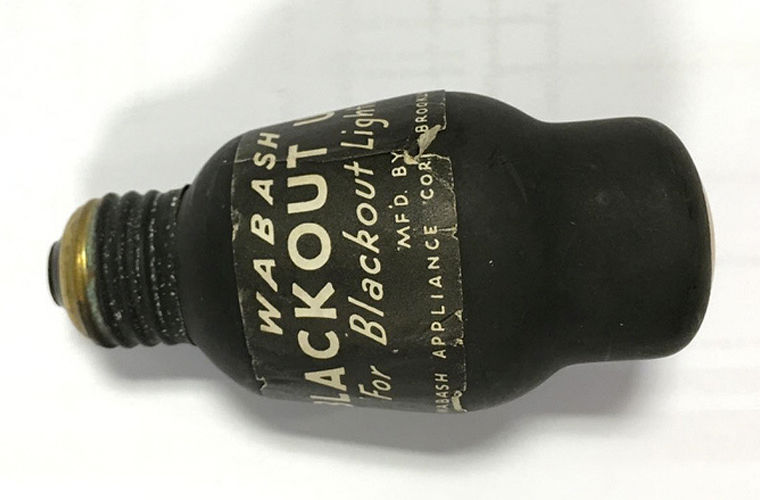 WABASH
BLACKOUT
For Blackout Light
MF'D. BY
WABASH APPLIANCE CORP